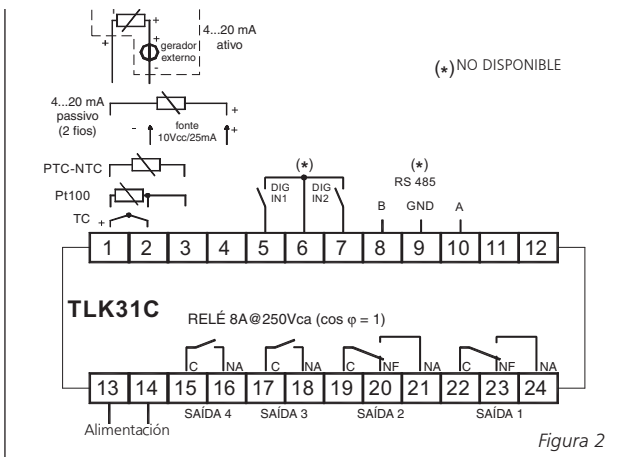 4...20 mA
ativo
gerador
externo
+
+
+
-
(*) NO DISPONIBLE
4...20 mA
passivo
(2 fios)
+
- fonte +
10Vcc/25mA
PTC-NTC
Pt100
TC +
(*)
DIG
IN1
DIG
IN2
(*)
RS 485
B GND A
1 2 3 4 5 6 7 8 9 10 11 12
TLK31C
RELÉ 8A@250Vca (cos φ = 1)
C NA C NA C NF NA C NF NA
13 14 15 16 17 18 19 20 21 22 23 24
SAÍDA 4 SAÍDA 3 SAÍDA 2 SAÍDA 1
Alimentación
Figura 2